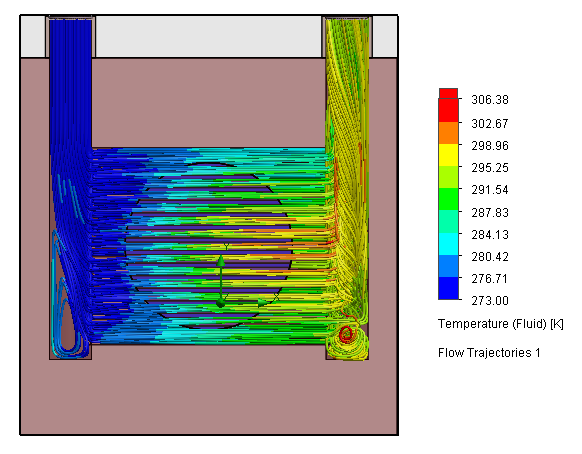 306.38
302.67
298.96
295.25
291.54
287.83
284.13
280.42
276.71
273.00
Temperature (Fluid) [K]
Flow Trajectories 1
Y
X